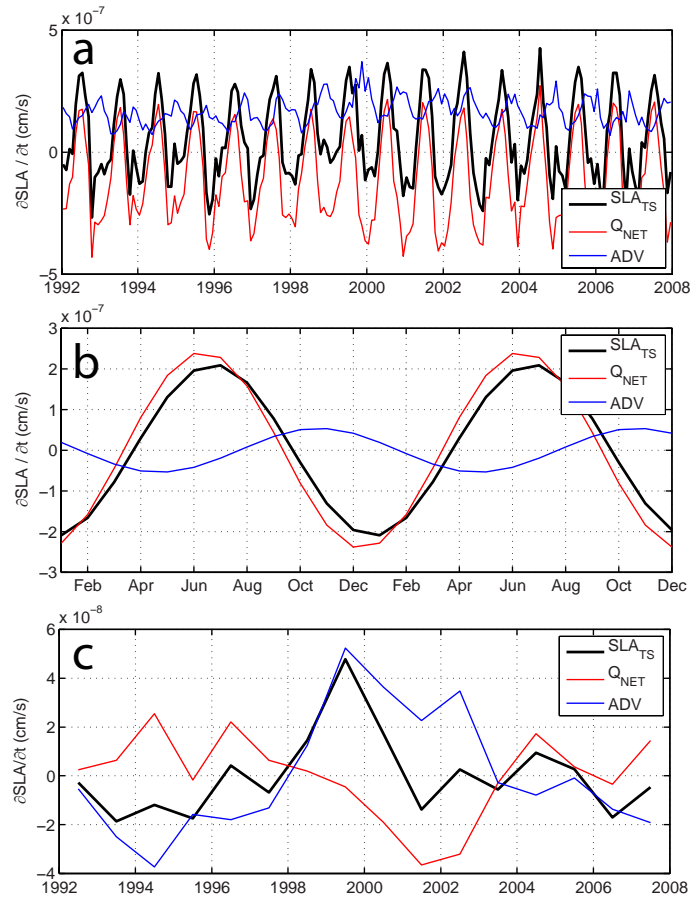 x 10⁻⁷
a
∂SLA / ∂t (cm/s)
5
0
−5
SLA_TS
Q_NET
ADV
1992 1994 1996 1998 2000 2002 2004 2006 2008
x 10⁻⁷
b
∂SLA / ∂t (cm/s)
3
2
1
0
−1
−2
−3
SLA_TS
Q_NET
ADV
Feb Apr Jun Aug Oct Dec Feb Apr Jun Aug Oct Dec
x 10⁻⁸
c
∂SLA/∂t (cm/s)
6
4
2
0
−2
−4
SLA_TS
Q_NET
ADV
1992 1994 1996 1998 2000 2002 2004 2006 2008